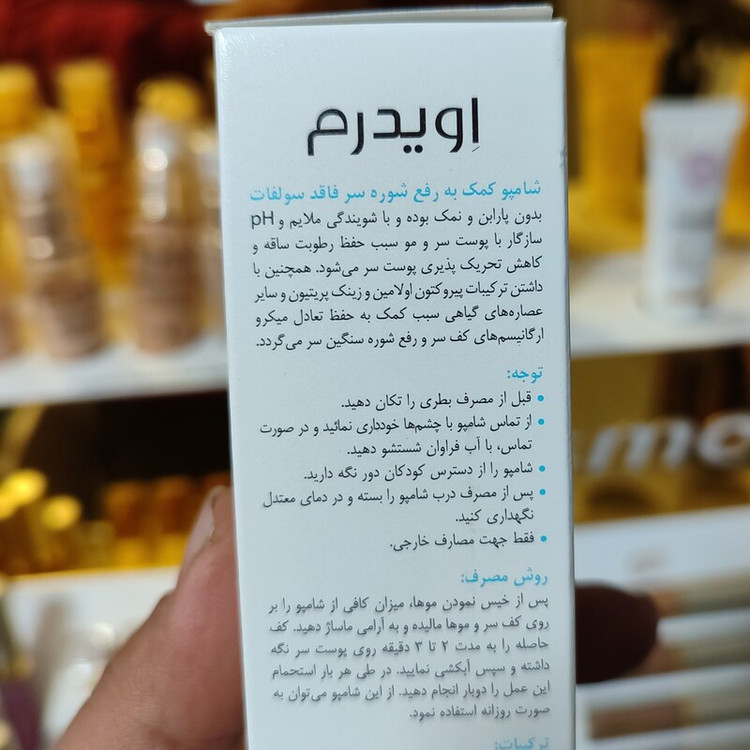 اِویدرم
شامپو کمک به رفع شوره سر فاقد سولفات
بدون پارابن و نمک بوده و با شویندگی ملایم و pH
سازگار با پوست سر و مو سبب حفظ رطوبت ساقه و
کاهش تحریک پذیری پوست سر می‌شود. همچنین با
داشتن ترکیبات پیروکتون اولامین و زینک پریتیون و سایر
عصاره‌های گیاهی سبب کمک به حفظ تعادل میکرو
ارگانیسم‌های کف سر و رفع شوره سنگین سر می‌گردد.
توجه:
• قبل از مصرف بطری را تکان دهید.
• از تماس شامپو با چشم‌ها خودداری نمائید و در صورت
تماس، با آب فراوان شستشو دهید.
• شامپو را از دسترس کودکان دور نگه دارید.
• پس از مصرف درب شامپو را بسته و در دمای معتدل
نگهداری کنید.
• فقط جهت مصارف خارجی.
روش مصرف:
پس از خیس نمودن موها، میزان کافی از شامپو را بر
روی کف سر و موها مالیده و به آرامی ماساژ دهید. کف
حاصله را به مدت ۲ تا ۳ دقیقه روی پوست سر نگه
داشته و سپس آبکشی نمایید. در طی هر بار استحمام
این عمل را دوبار انجام دهید. از این شامپو می‌توان به
صورت روزانه استفاده نمود.
ترکیبات: